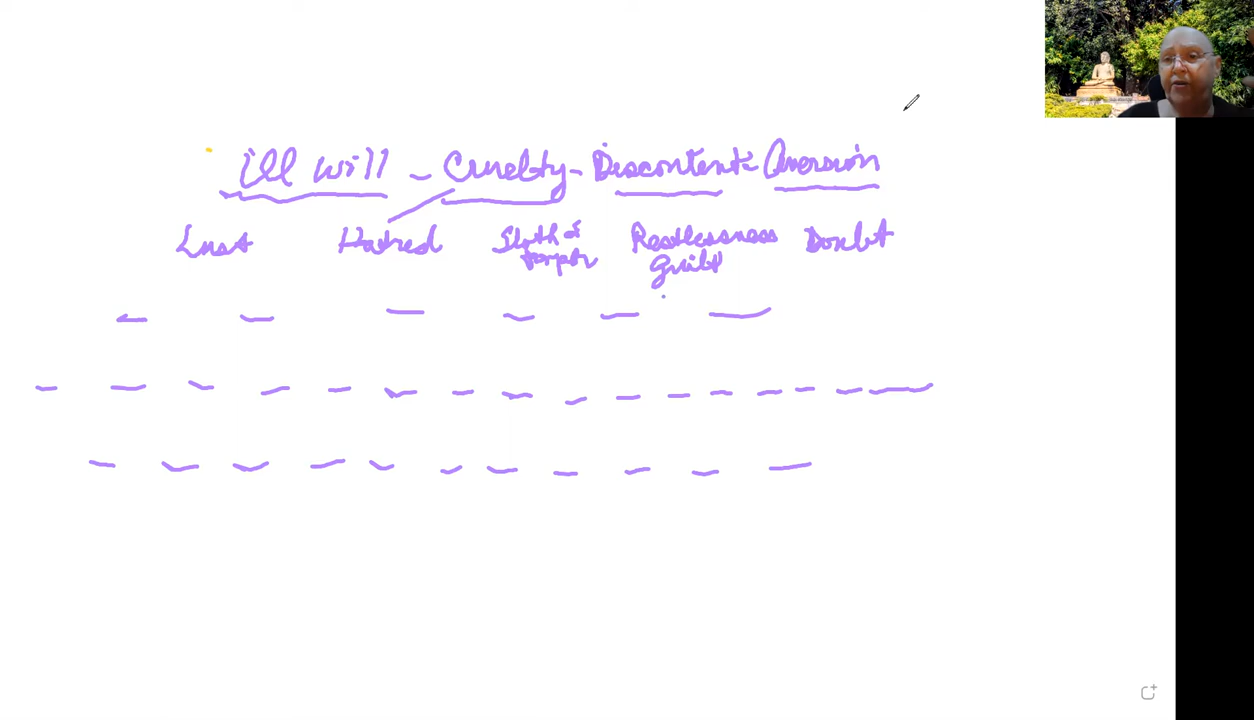 ill will - Cruelty - Discontent Aversion
Lust Hatred Sloth & Restlessness Doubt
torpor guilt